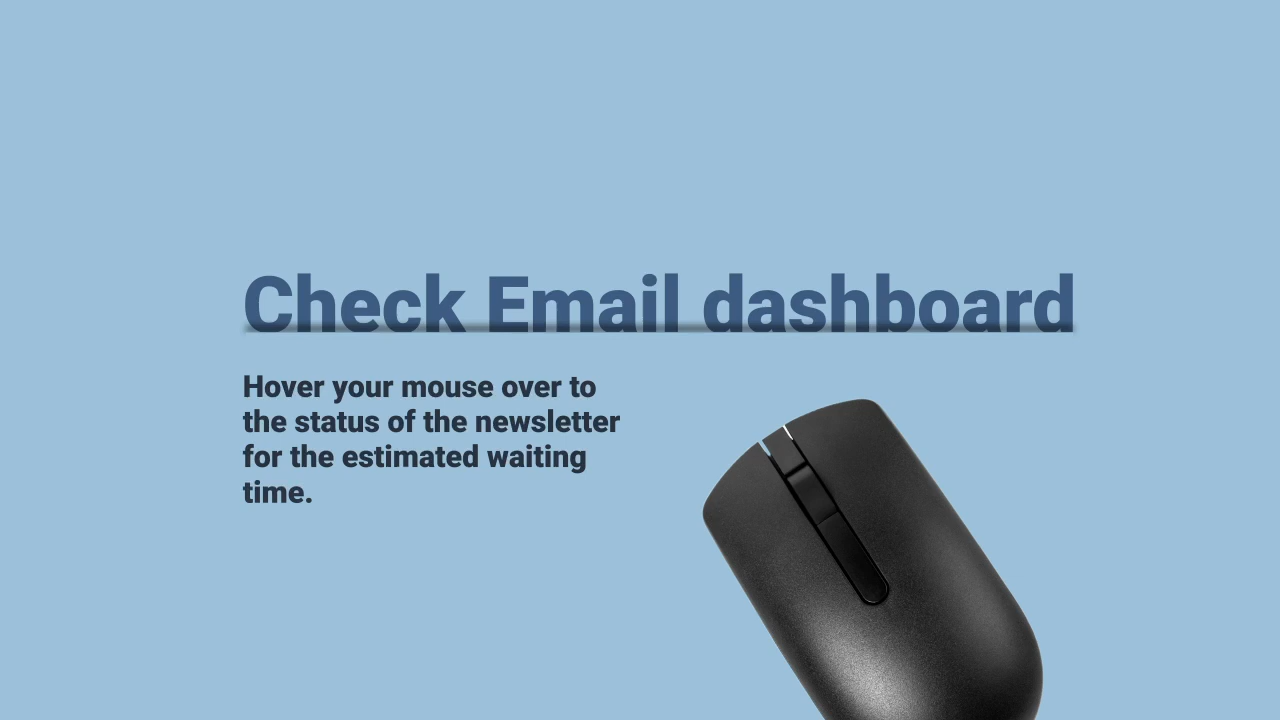 Check Email dashboard
Hover your mouse over to
the status of the newsletter
for the estimated waiting
time.